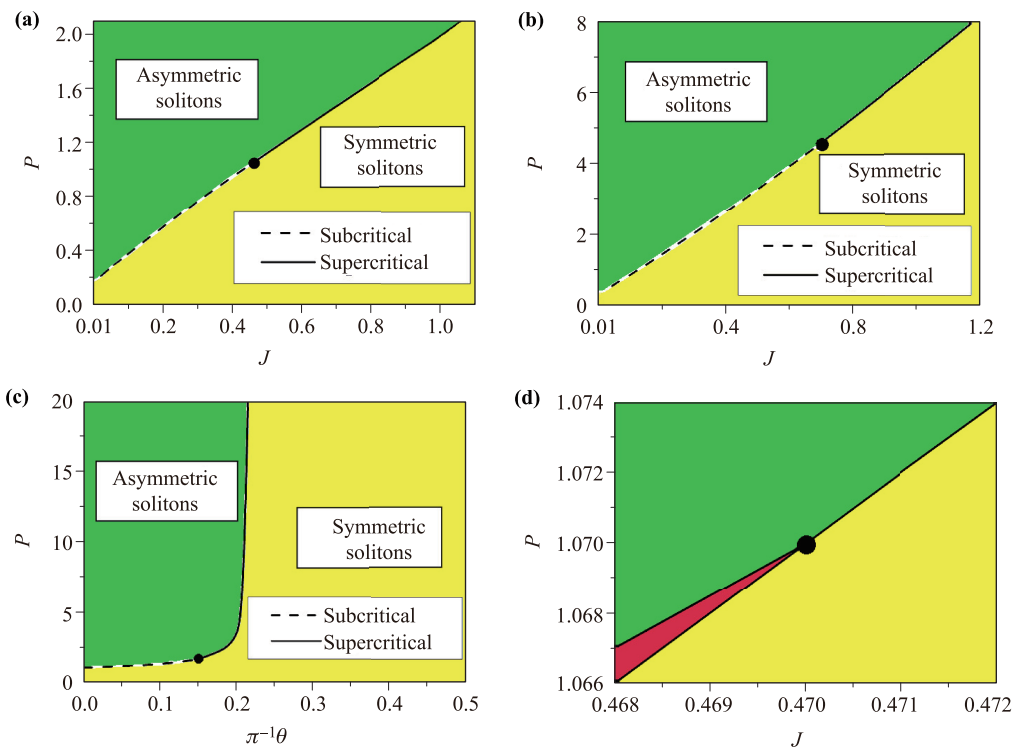 (a)
2.0
1.6
1.2
0.8
0.4
0.0
P
Asymmetric
solitons
Symmetric
solitons
Subcritical
Supercritical
0.01 0.2 0.4 0.6 0.8 1.0
J
(b)
8
6
4
2
0
P
Asymmetric
solitons
Symmetric
solitons
Subcritical
Supercritical
0.01 0.4 0.8 1.2
J
(c)
20
15
10
5
0
P
Asymmetric
solitons
Symmetric
solitons
Subcritical
Supercritical
0.0 0.1 0.2 0.3 0.4 0.5
π⁻¹θ
(d)
1.074
1.072
1.070
1.068
1.066
P
0.468 0.469 0.470 0.471 0.472
J